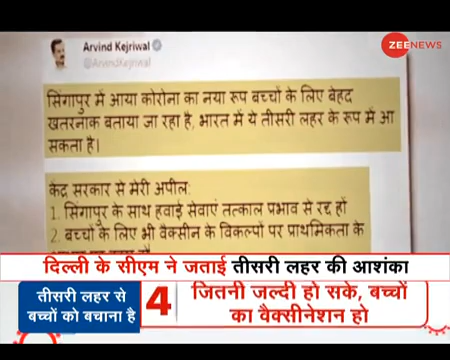 Arvind Kejriwal
@ArvindKejriwal
ZEE NEWS
सिंगापुर में आया कोरोना का नया रूप बच्चों के लिए बेहद
खतरनाक बताया जा रहा है, भारत में ये तीसरी लहर के रूप में आ
सकता है।
केंद्र सरकार से मेरी अपील:
1. सिंगापुर के साथ हवाई सेवाएं तत्काल प्रभाव से रद्द हों
2. बच्चों के लिए भी वैक्सीन के विकल्पों पर प्राथमिकता के
दिल्ली के सीएम ने जताई तीसरी लहर की आशंका
तीसरी लहर से
बच्चों को बचाना है
4
जितनी जल्दी हो सके, बच्चों
का वैक्सीनेशन हो